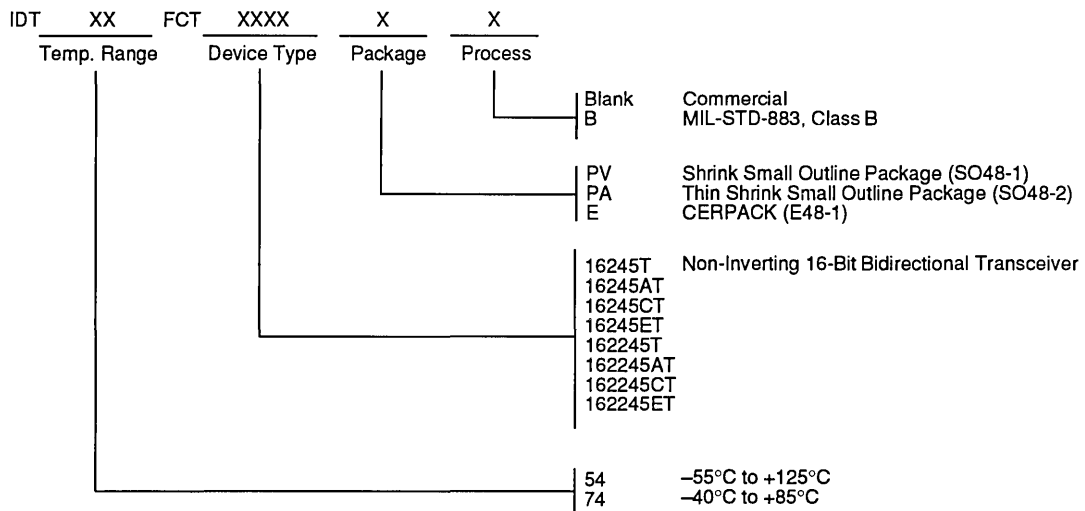 IDT XX FCT XXXX X X
Temp. Range Device Type Package Process
Blank Commercial
B MIL-STD-883, Class B
PV Shrink Small Outline Package (SO48-1)
PA Thin Shrink Small Outline Package (SO48-2)
E CERPACK (E48-1)
16245T Non-Inverting 16-Bit Bidirectional Transceiver
16245AT
16245CT
16245ET
162245T
162245AT
162245CT
162245ET
54 –55°C to +125°C
74 –40°C to +85°C